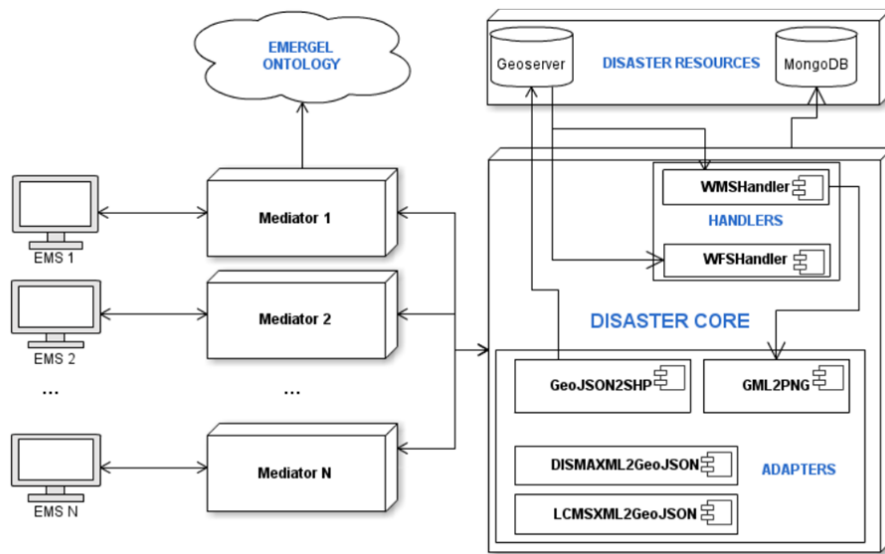 EMERGEL
ONTOLOGY
Geoserver
DISASTER RESOURCES
MongoDB
EMS 1
Mediator 1
WMSHandler
HANDLERS
WFSHandler
EMS 2
Mediator 2
DISASTER CORE
...
...
GeoJSON2SHP
GML2PNG
EMS N
Mediator N
DISMAXML2GeoJSON
ADAPTERS
LCMSXML2GeoJSON